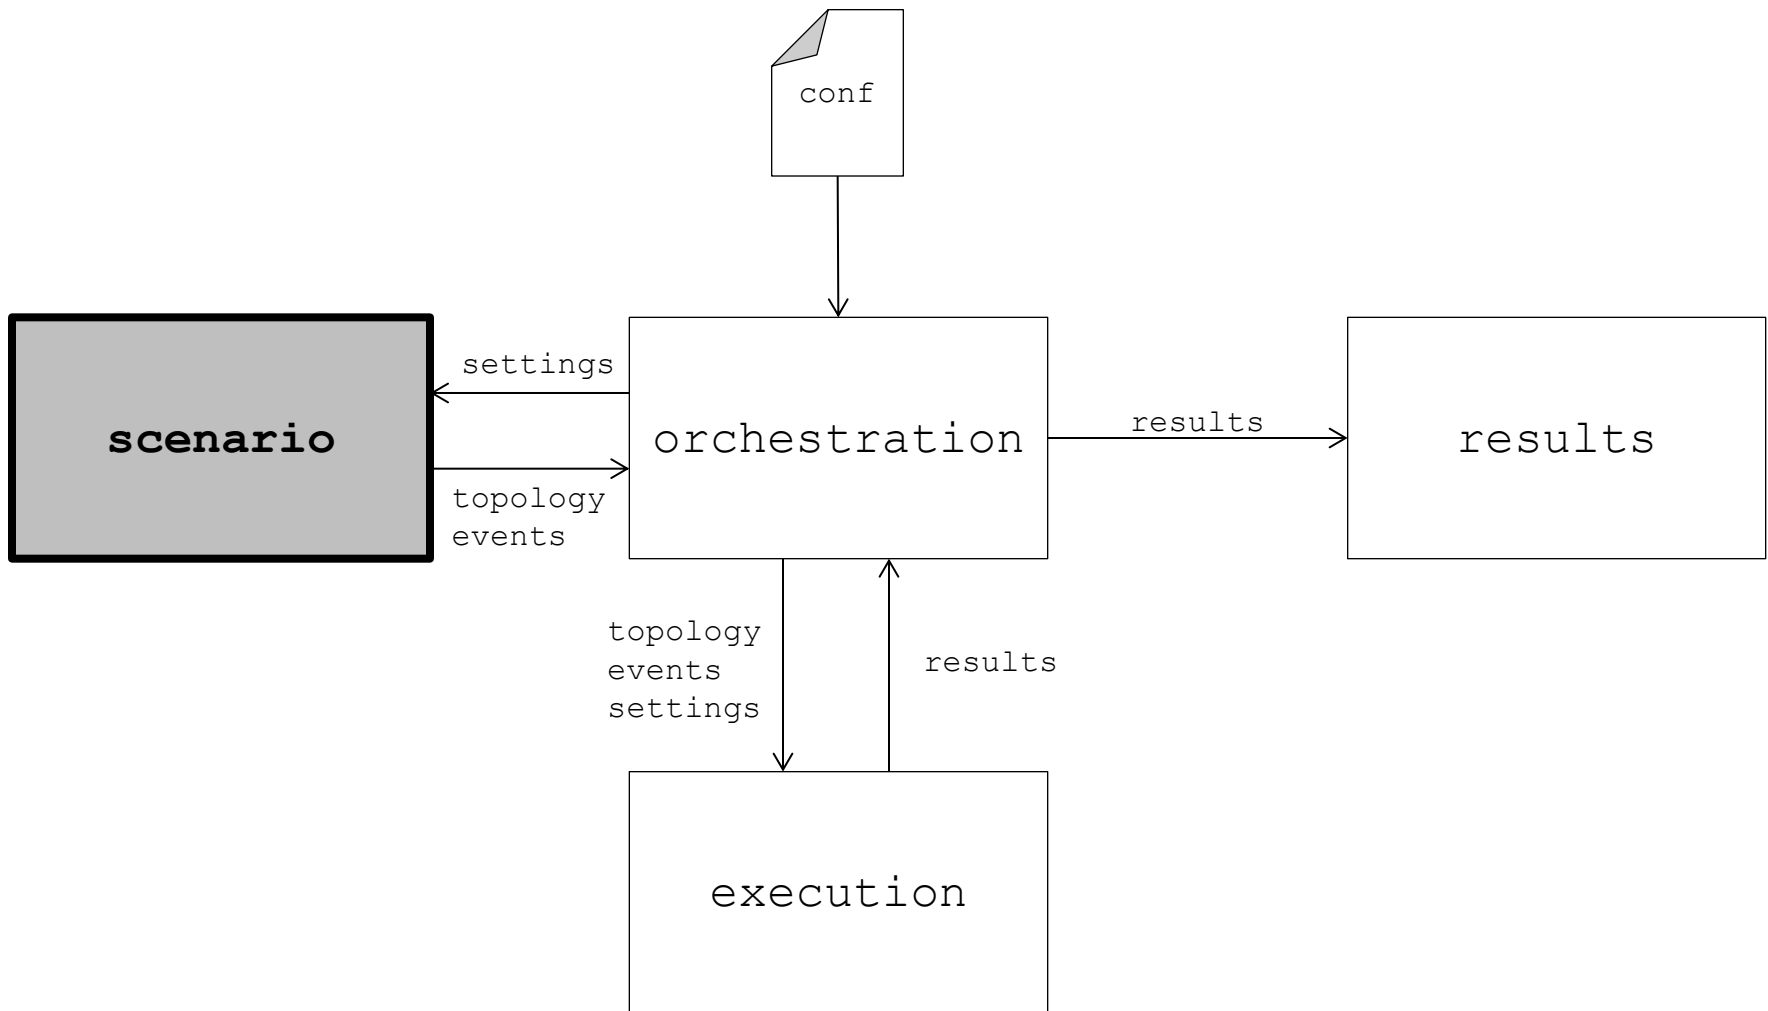 conf
settings
scenario
orchestration
results
results
topology
events
topology
events
settings
results
execution